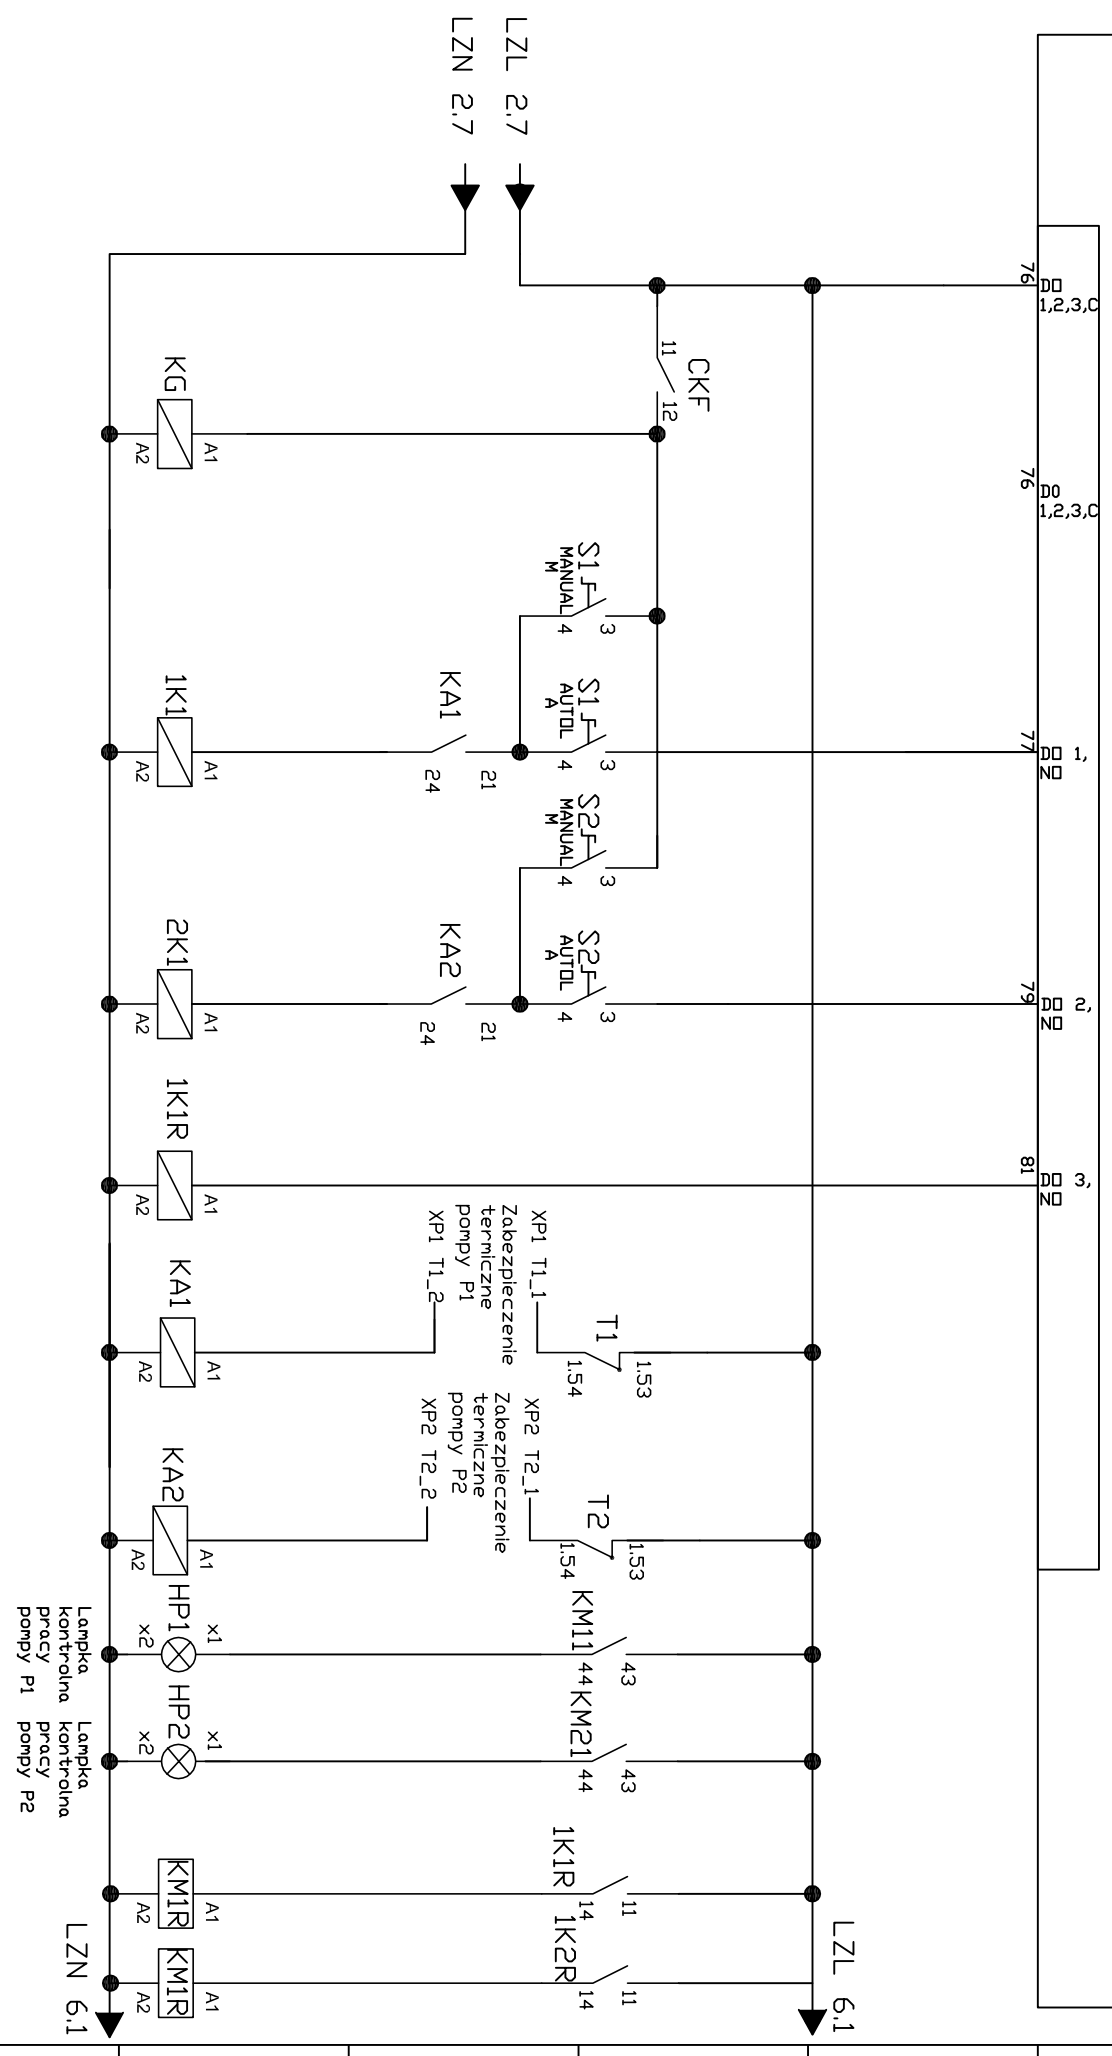 LZL 2.7
LZN 2.7
76
DO
1,2,3,C
CKF
11
12
KG
A1
A2
76
DO
1,2,3,C
S1
MANUAL
M
3
4
77
DO 1,
NO
S1
AUTO
A
3
4
KA1
21
24
1K1
A1
A2
S2
MANUAL
M
3
4
79
DO 2,
NO
S2
AUTO
A
3
4
KA2
21
24
2K1
A1
A2
81
DO 3,
NO
1K1R
A1
A2
T1
1.53
1.54
XP1 T1_1
Zabezpieczenie
termiczne
pompy P1
XP1 T1_2
KA1
A1
A2
T2
1.53
1.54
XP2 T2_1
Zabezpieczenie
termiczne
pompy P2
XP2 T2_2
KA2
A1
A2
KM11
43
44
HP1
x1
x2
Lampka
kontrolna
pracy
pompy P1
KM21
43
44
HP2
x1
x2
Lampka
kontrolna
pracy
pompy P2
1K1R
11
14
KM1R
A1
A2
1K2R
11
14
KM1R
A1
A2
LZL 6.1
LZN 6.1